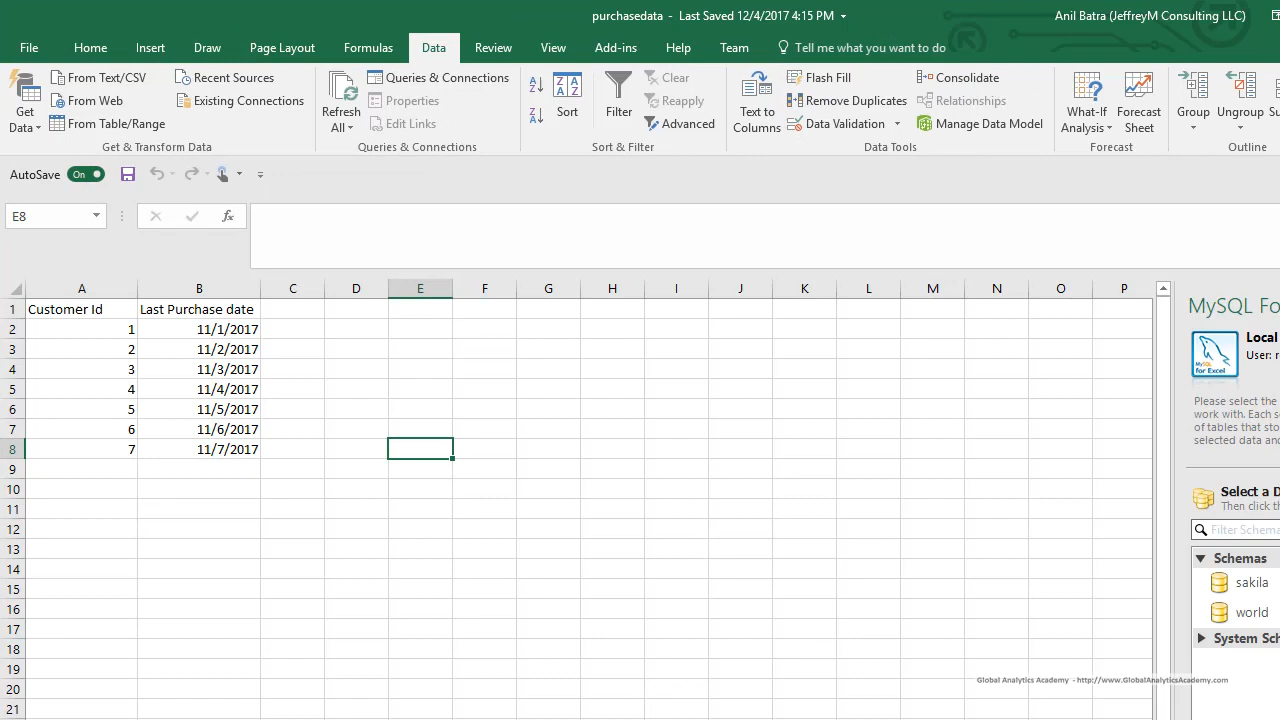 purchasedata - Last Saved 12/4/2017 4:15 PM
Anil Batra (JeffreyM Consulting LLC)
File Home Insert Draw Page Layout Formulas Data Review View Add-ins Help Team Tell me what you want to do
Get Data
From Text/CSV
From Web
From Table/Range
Recent Sources
Existing Connections
Get & Transform Data
Refresh All
Queries & Connections
Properties
Edit Links
Queries & Connections
Sort
Filter
Clear
Reapply
Advanced
Sort & Filter
Text to Columns
Flash Fill
Remove Duplicates
Data Validation
Consolidate
Relationships
Manage Data Model
Data Tools
What-If Analysis
Forecast Sheet
Forecast
Group
Ungroup
Outline
AutoSave On
E8
fx
A B C D E F G H I J K L M N O P
1 Customer Id Last Purchase date
2 1 11/1/2017
3 2 11/2/2017
4 3 11/3/2017
5 4 11/4/2017
6 5 11/5/2017
7 6 11/6/2017
8 7 11/7/2017
9
10
11
12
13
14
15
16
17
18
19
20
21
MySQL Fo
MySQL for Excel
Local
User: r
Please select the
work with. Each s
of tables that sto
selected data and
Select a D
Then click th
Filter Schema
Schemas
sakila
world
System Sch
Global Analytics Academy - http://www.GlobalAnalyticsAcademy.com